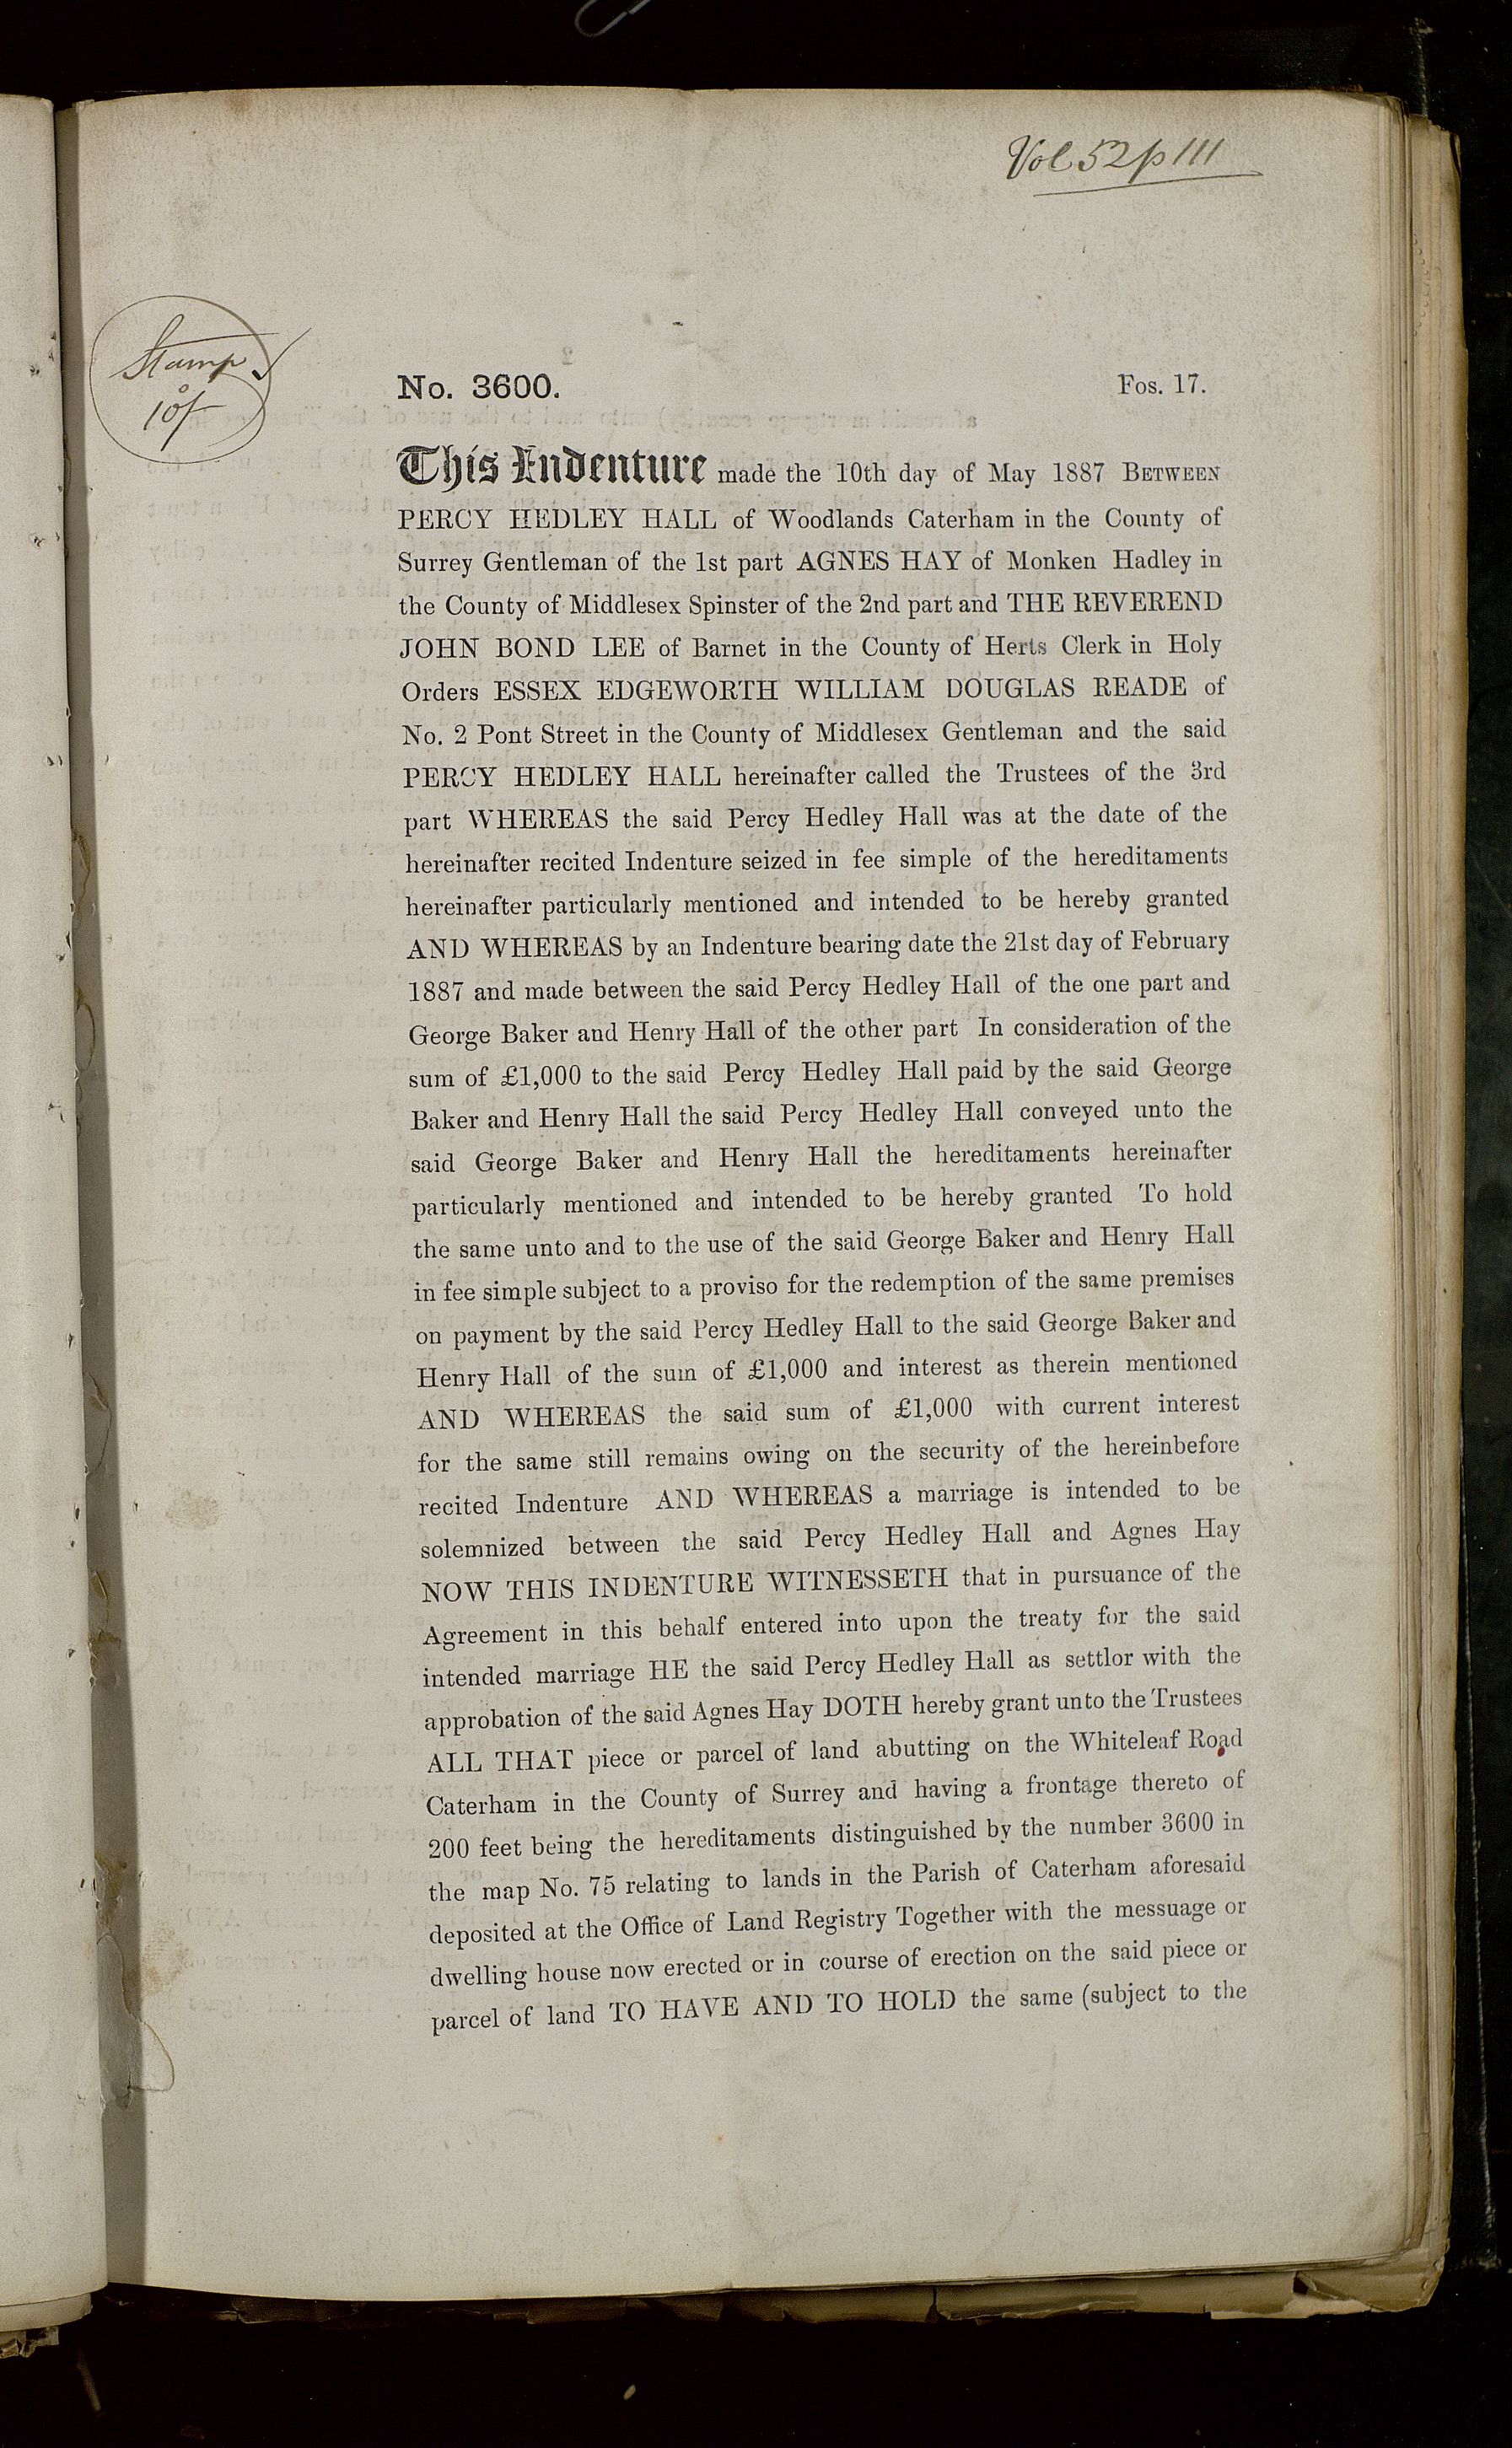 Vol 52 p 111
Stamp
10/-
No. 3600.
Fos. 17.
This Indenture made the 10th day of May 1887 BETWEEN
PERCY HEDLEY HALL of Woodlands Caterham in the County of
Surrey Gentleman of the 1st part AGNES HAY of Monken Hadley in
the County of Middlesex Spinster of the 2nd part and THE REVEREND
JOHN BOND LEE of Barnet in the County of Herts Clerk in Holy
Orders ESSEX EDGEWORTH WILLIAM DOUGLAS READE of
No. 2 Pont Street in the County of Middlesex Gentleman and the said
PERCY HEDLEY HALL hereinafter called the Trustees of the 3rd
part WHEREAS the said Percy Hedley Hall was at the date of the
hereinafter recited Indenture seized in fee simple of the hereditaments
hereinafter particularly mentioned and intended to be hereby granted
AND WHEREAS by an Indenture bearing date the 21st day of February
1887 and made between the said Percy Hedley Hall of the one part and
George Baker and Henry Hall of the other part In consideration of the
sum of £1,000 to the said Percy Hedley Hall paid by the said George
Baker and Henry Hall the said Percy Hedley Hall conveyed unto the
said George Baker and Henry Hall the hereditaments hereinafter
particularly mentioned and intended to be hereby granted To hold
the same unto and to the use of the said George Baker and Henry Hall
in fee simple subject to a proviso for the redemption of the same premises
on payment by the said Percy Hedley Hall to the said George Baker and
Henry Hall of the sum of £1,000 and interest as therein mentioned
AND WHEREAS the said sum of £1,000 with current interest
for the same still remains owing on the security of the hereinbefore
recited Indenture AND WHEREAS a marriage is intended to be
solemnized between the said Percy Hedley Hall and Agnes Hay
NOW THIS INDENTURE WITNESSETH that in pursuance of the
Agreement in this behalf entered into upon the treaty for the said
intended marriage HE the said Percy Hedley Hall as settlor with the
approbation of the said Agnes Hay DOTH hereby grant unto the Trustees
ALL THAT piece or parcel of land abutting on the Whiteleaf Road
Caterham in the County of Surrey and having a frontage thereto of
200 feet being the hereditaments distinguished by the number 3600 in
the map No. 75 relating to lands in the Parish of Caterham aforesaid
deposited at the Office of Land Registry Together with the messuage or
dwelling house now erected or in course of erection on the said piece or
parcel of land TO HAVE AND TO HOLD the same (subject to the